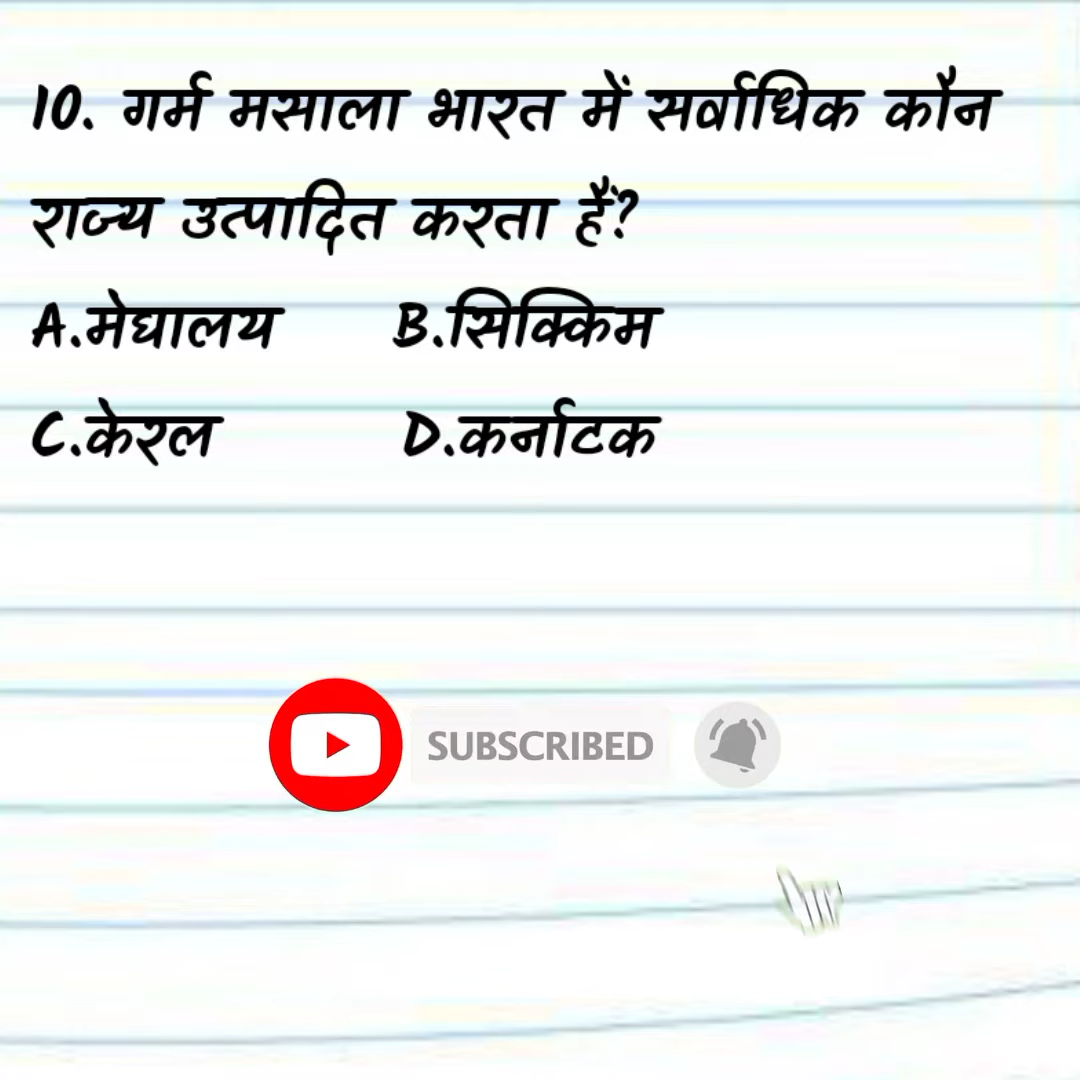 10. गर्म मसाला भारत में सर्वाधिक कौन
राज्य उत्पादित करता हैं?
A.मेघालय B.सिक्किम
C.केरल D.कर्नाटक
SUBSCRIBED